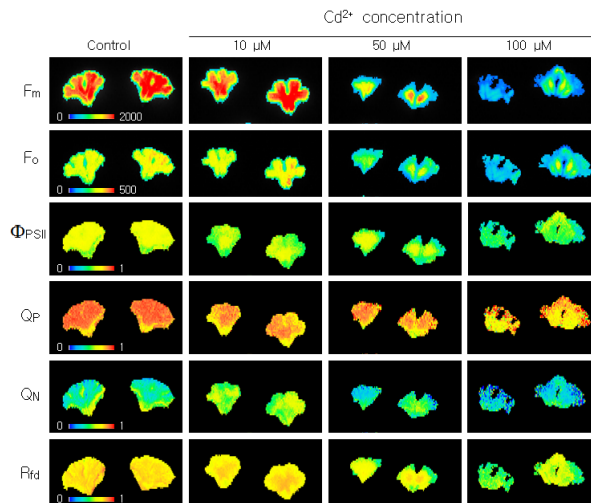 Cd²⁺ concentration
Control 10 μM 50 μM 100 μM
Fm
0 2000
Fo
0 500
ΦPSII
0 1
QP
0 1
QN
0 1
Rfd
0 1